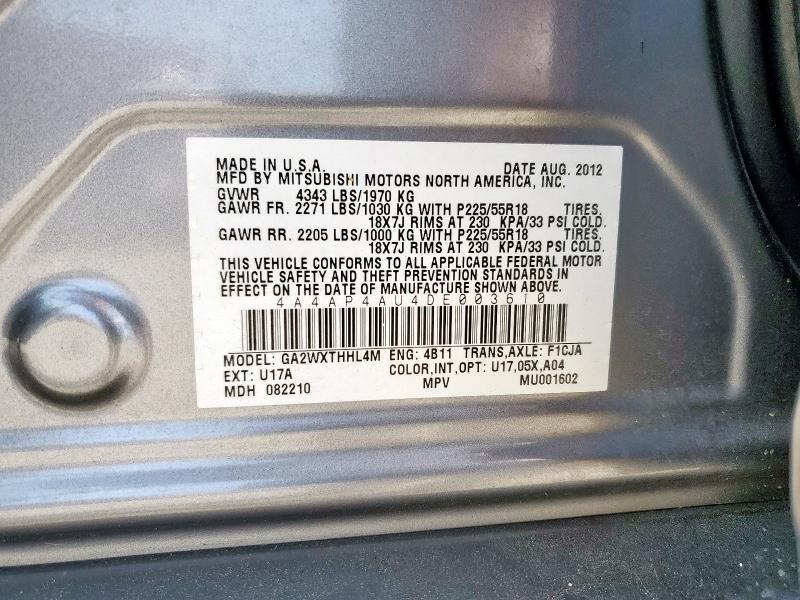 MADE IN U.S.A. DATE AUG. 2012
MFD BY MITSUBISHI MOTORS NORTH AMERICA, INC.
GVWR 4343 LBS/1970 KG
GAWR FR. 2271 LBS/1030 KG WITH P225/55R18 TIRES.
18X7J RIMS AT 230 KPA/33 PSI COLD.
GAWR RR. 2205 LBS/1000 KG WITH P225/55R18 TIRES.
18X7J RIMS AT 230 KPA/33 PSI COLD.
THIS VEHICLE CONFORMS TO ALL APPLICABLE FEDERAL MOTOR
VEHICLE SAFETY AND THEFT PREVENTION STANDARDS IN
EFFECT ON THE DATE OF MANUFACTURE SHOWN ABOVE.
4A4AP4AU4DE003610
MODEL: GA2WXTHHL4M ENG: 4B11 TRANS,AXLE: F1CJA
EXT: U17A COLOR,INT,OPT: U17,05X,A04
MDH 082210 MPV MU001602